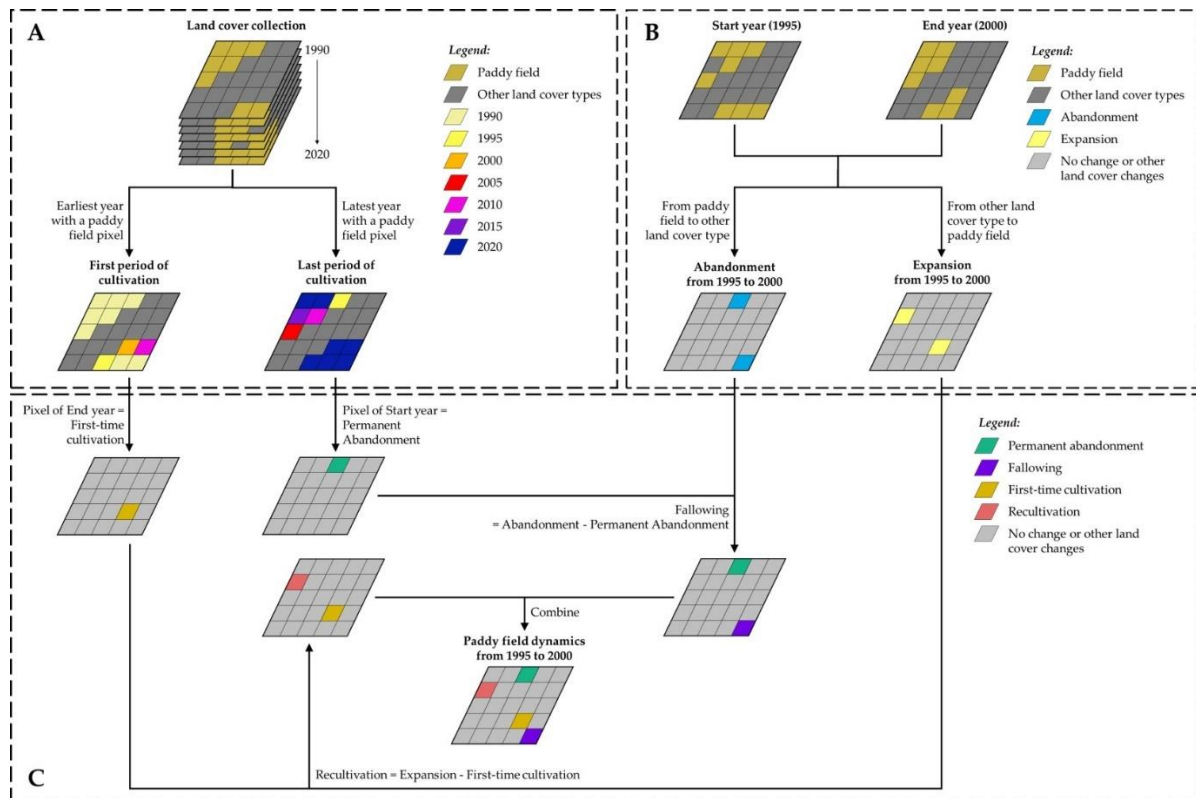 A
Land cover collection
1990
2020
Legend:
Paddy field
Other land cover types
1990
1995
2000
2005
2010
2015
2020
Earliest year
with a paddy
field pixel
Latest year
with a paddy
field pixel
First period of
cultivation
Last period of
cultivation
B
Start year (1995)
End year (2000)
Legend:
Paddy field
Other land cover types
Abandonment
Expansion
No change or other
land cover changes
From paddy
field to other
land cover type
From other land
cover type to
paddy field
Abandonment
from 1995 to 2000
Expansion
from 1995 to 2000
Pixel of End year =
First-time
cultivation
Pixel of Start year =
Permanent
Abandonment
Legend:
Permanent abandonment
Fallowing
First-time cultivation
Recultivation
No change or other land
cover changes
Fallowing
= Abandonment - Permanent Abandonment
Combine
Paddy field dynamics
from 1995 to 2000
Recultivation = Expansion - First-time cultivation
C